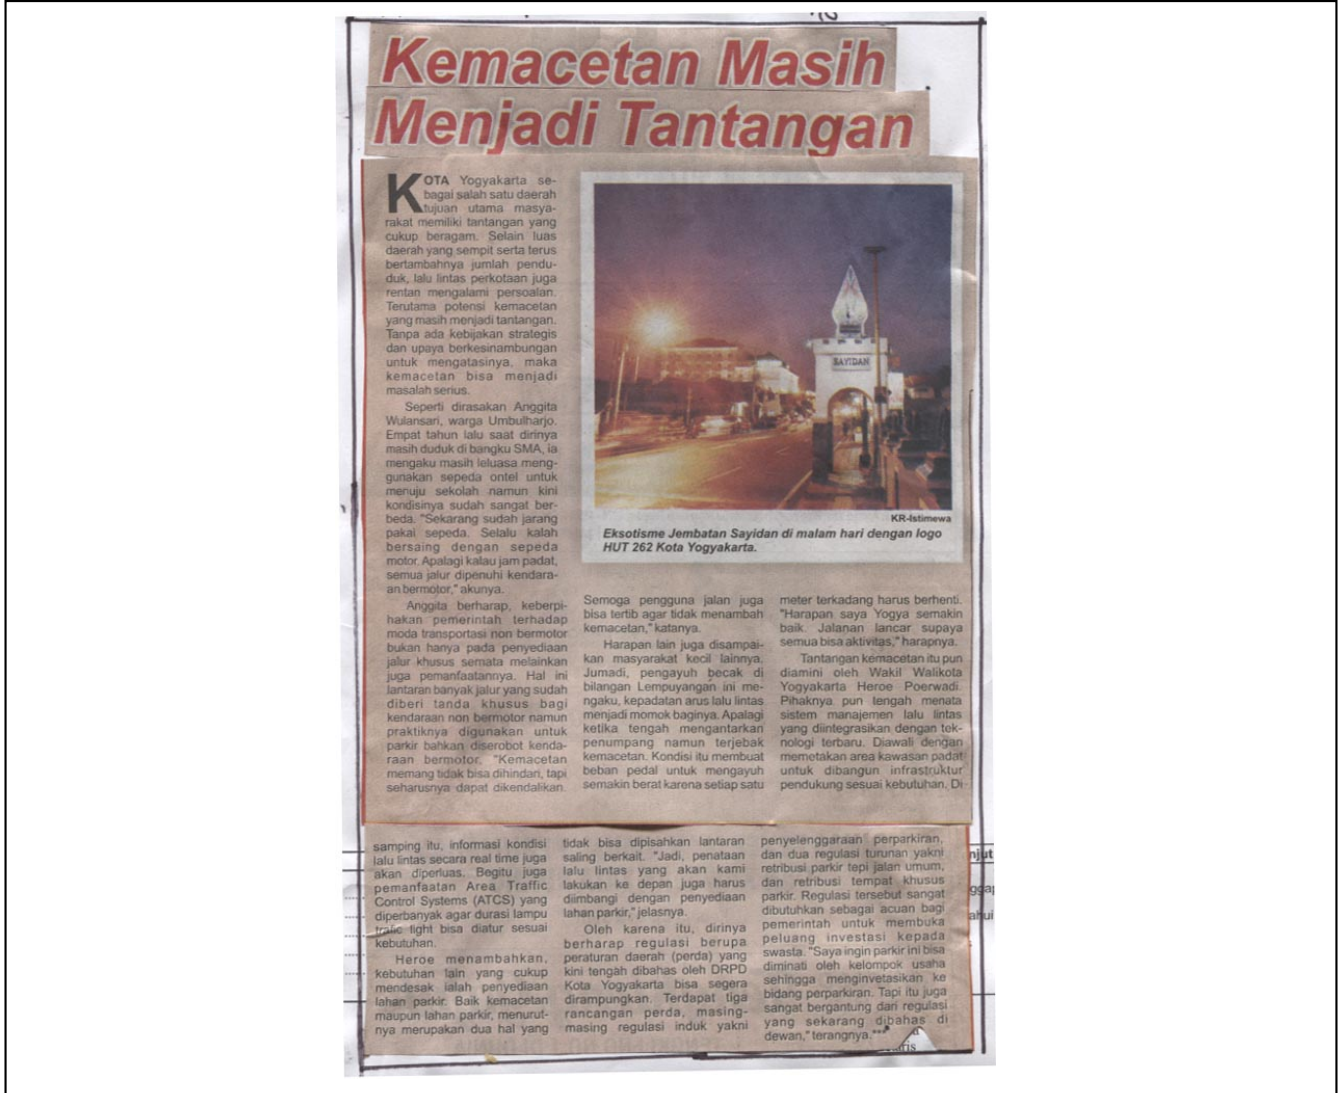 Kemacetan Masih
Menjadi Tantangan
KOTA Yogyakarta se-
bagai salah satu daerah
tujuan utama masya-
rakat memiliki tantangan yang
cukup beragam. Selain luas
daerah yang sempit serta terus
bertambahnya jumlah pendu-
duk, lalu lintas perkotaan juga
rentan mengalami persoalan.
Terutama potensi kemacetan
yang masih menjadi tantangan.
Tanpa ada kebijakan strategis
dan upaya berkesinambungan
untuk mengatasinya, maka
kemacetan bisa menjadi
masalah serius.
Seperti dirasakan Anggita
Wulansari, warga Umbulharjo.
Empat tahun lalu saat dirinya
masih duduk di bangku SMA, ia
mengaku masih leluasa meng-
gunakan sepeda ontel untuk
menuju sekolah namun kini
kondisinya sudah sangat ber-
beda. "Sekarang sudah jarang
pakai sepeda. Selalu kalah
bersaing dengan sepeda
motor. Apalagi kalau jam padat,
semua jalur dipenuhi kendara-
an bermotor," akunya.
Anggita berharap, keberpi-
hakan pemerintah terhadap
moda transportasi non bermotor
bukan hanya pada penyediaan
jalur khusus semata melainkan
juga pemanfaatannya. Hal ini
lantaran banyak jalur yang sudah
diberi tanda khusus bagi
kendaraan non bermotor namun
praktiknya digunakan untuk
parkir bahkan diserobot kenda-
raan bermotor. "Kemacetan
memang tidak bisa dihindari, tapi
seharusnya dapat dikendalikan.
SAYIDAN
KR-Istimewa
Eksotisme Jembatan Sayidan di malam hari dengan logo
HUT 262 Kota Yogyakarta.
Semoga pengguna jalan juga
bisa tertib agar tidak menambah
kemacetan," katanya.
Harapan lain juga disampai-
kan masyarakat kecil lainnya.
Jumadi, pengayuh becak di
bilangan Lempuyangan ini me-
ngaku, kepadatan arus lalu lintas
menjadi momok baginya. Apalagi
ketika tengah mengantarkan
penumpang namun terjebak
kemacetan. Kondisi itu membuat
beban pedal untuk mengayuh
semakin berat karena setiap satu
meter terkadang harus berhenti.
"Harapan saya Yogya semakin
baik. Jalanan lancar supaya
semua bisa aktivitas," harapnya.
Tantangan kemacetan itu pun
diamini oleh Wakil Walikota
Yogyakarta Heroe Poerwadi.
Pihaknya pun tengah menata
sistem manajemen lalu lintas
yang diintegrasikan dengan tek-
nologi terbaru. Diawali dengan
memetakan area kawasan padat
untuk dibangun infrastruktur
pendukung sesuai kebutuhan. Di
samping itu, informasi kondisi
lalu lintas secara real time juga
akan diperluas. Begitu juga
pemanfaatan Area Traffic
Control Systems (ATCS) yang
diperbanyak agar durasi lampu
trafic light bisa diatur sesuai
kebutuhan.
Heroe menambahkan,
kebutuhan lain yang cukup
mendesak ialah penyediaan
lahan parkir. Baik kemacetan
maupun lahan parkir, menurut-
nya merupakan dua hal yang
tidak bisa dipisahkan lantaran
saling berkait. "Jadi, penataan
lalu lintas yang akan kami
lakukan ke depan juga harus
diimbangi dengan penyediaan
lahan parkir," jelasnya.
Oleh karena itu, dirinya
berharap regulasi berupa
peraturan daerah (perda) yang
kini tengah dibahas oleh DRPD
Kota Yogyakarta bisa segera
dirampungkan. Terdapat tiga
rancangan perda, masing-
masing regulasi induk yakni
penyelenggaraan perparkiran,
dan dua regulasi turunan yakni
retribusi parkir tepi jalan umum,
dan retribusi tempat khusus
parkir. Regulasi tersebut sangat
dibutuhkan sebagai acuan bagi
pemerintah untuk membuka
peluang investasi kepada
swasta. "Saya ingin parkir ini bisa
diminati oleh kelompok usaha
sehingga menginvetasikan ke
bidang perparkiran. Tapi itu juga
sangat bergantung dari regulasi
yang sekarang dibahas di
dewan," terangnya.***